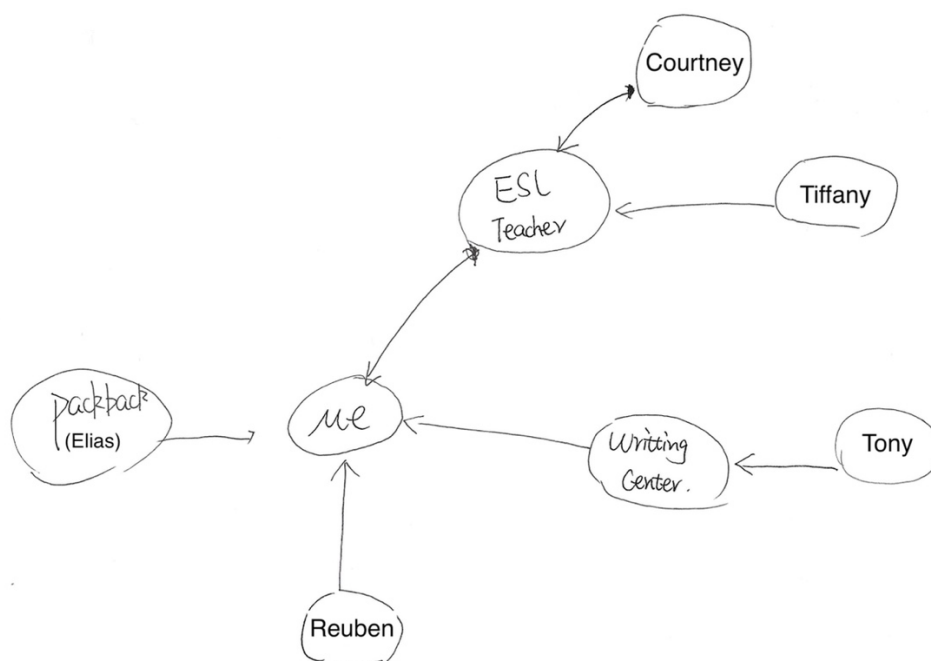 Courtney
ESL
Teacher
Tiffany
packback
(Elias)
me
Writting
Center.
Tony
Reuben